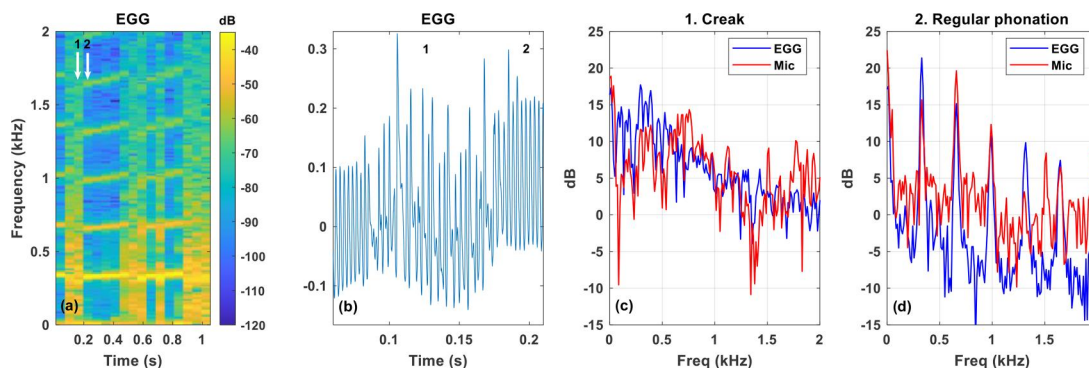 EGG
dB
1 2
2
1.5
1
0.5
0
Frequency (kHz)
(a)
0.2 0.4 0.6 0.8 1
Time (s)
-40
-50
-60
-70
-80
-90
-100
-110
-120
EGG
1 2
0.3
0.2
0.1
0
-0.1
(b)
0.1 0.15 0.2
Time (s)
1. Creak
EGG
Mic
25
20
15
10
5
0
-5
-10
-15
dB
(c)
0 0.5 1 1.5 2
Freq (kHz)
2. Regular phonation
EGG
Mic
25
20
15
10
5
0
-5
-10
-15
dB
(d)
0 0.5 1 1.5
Freq (kHz)